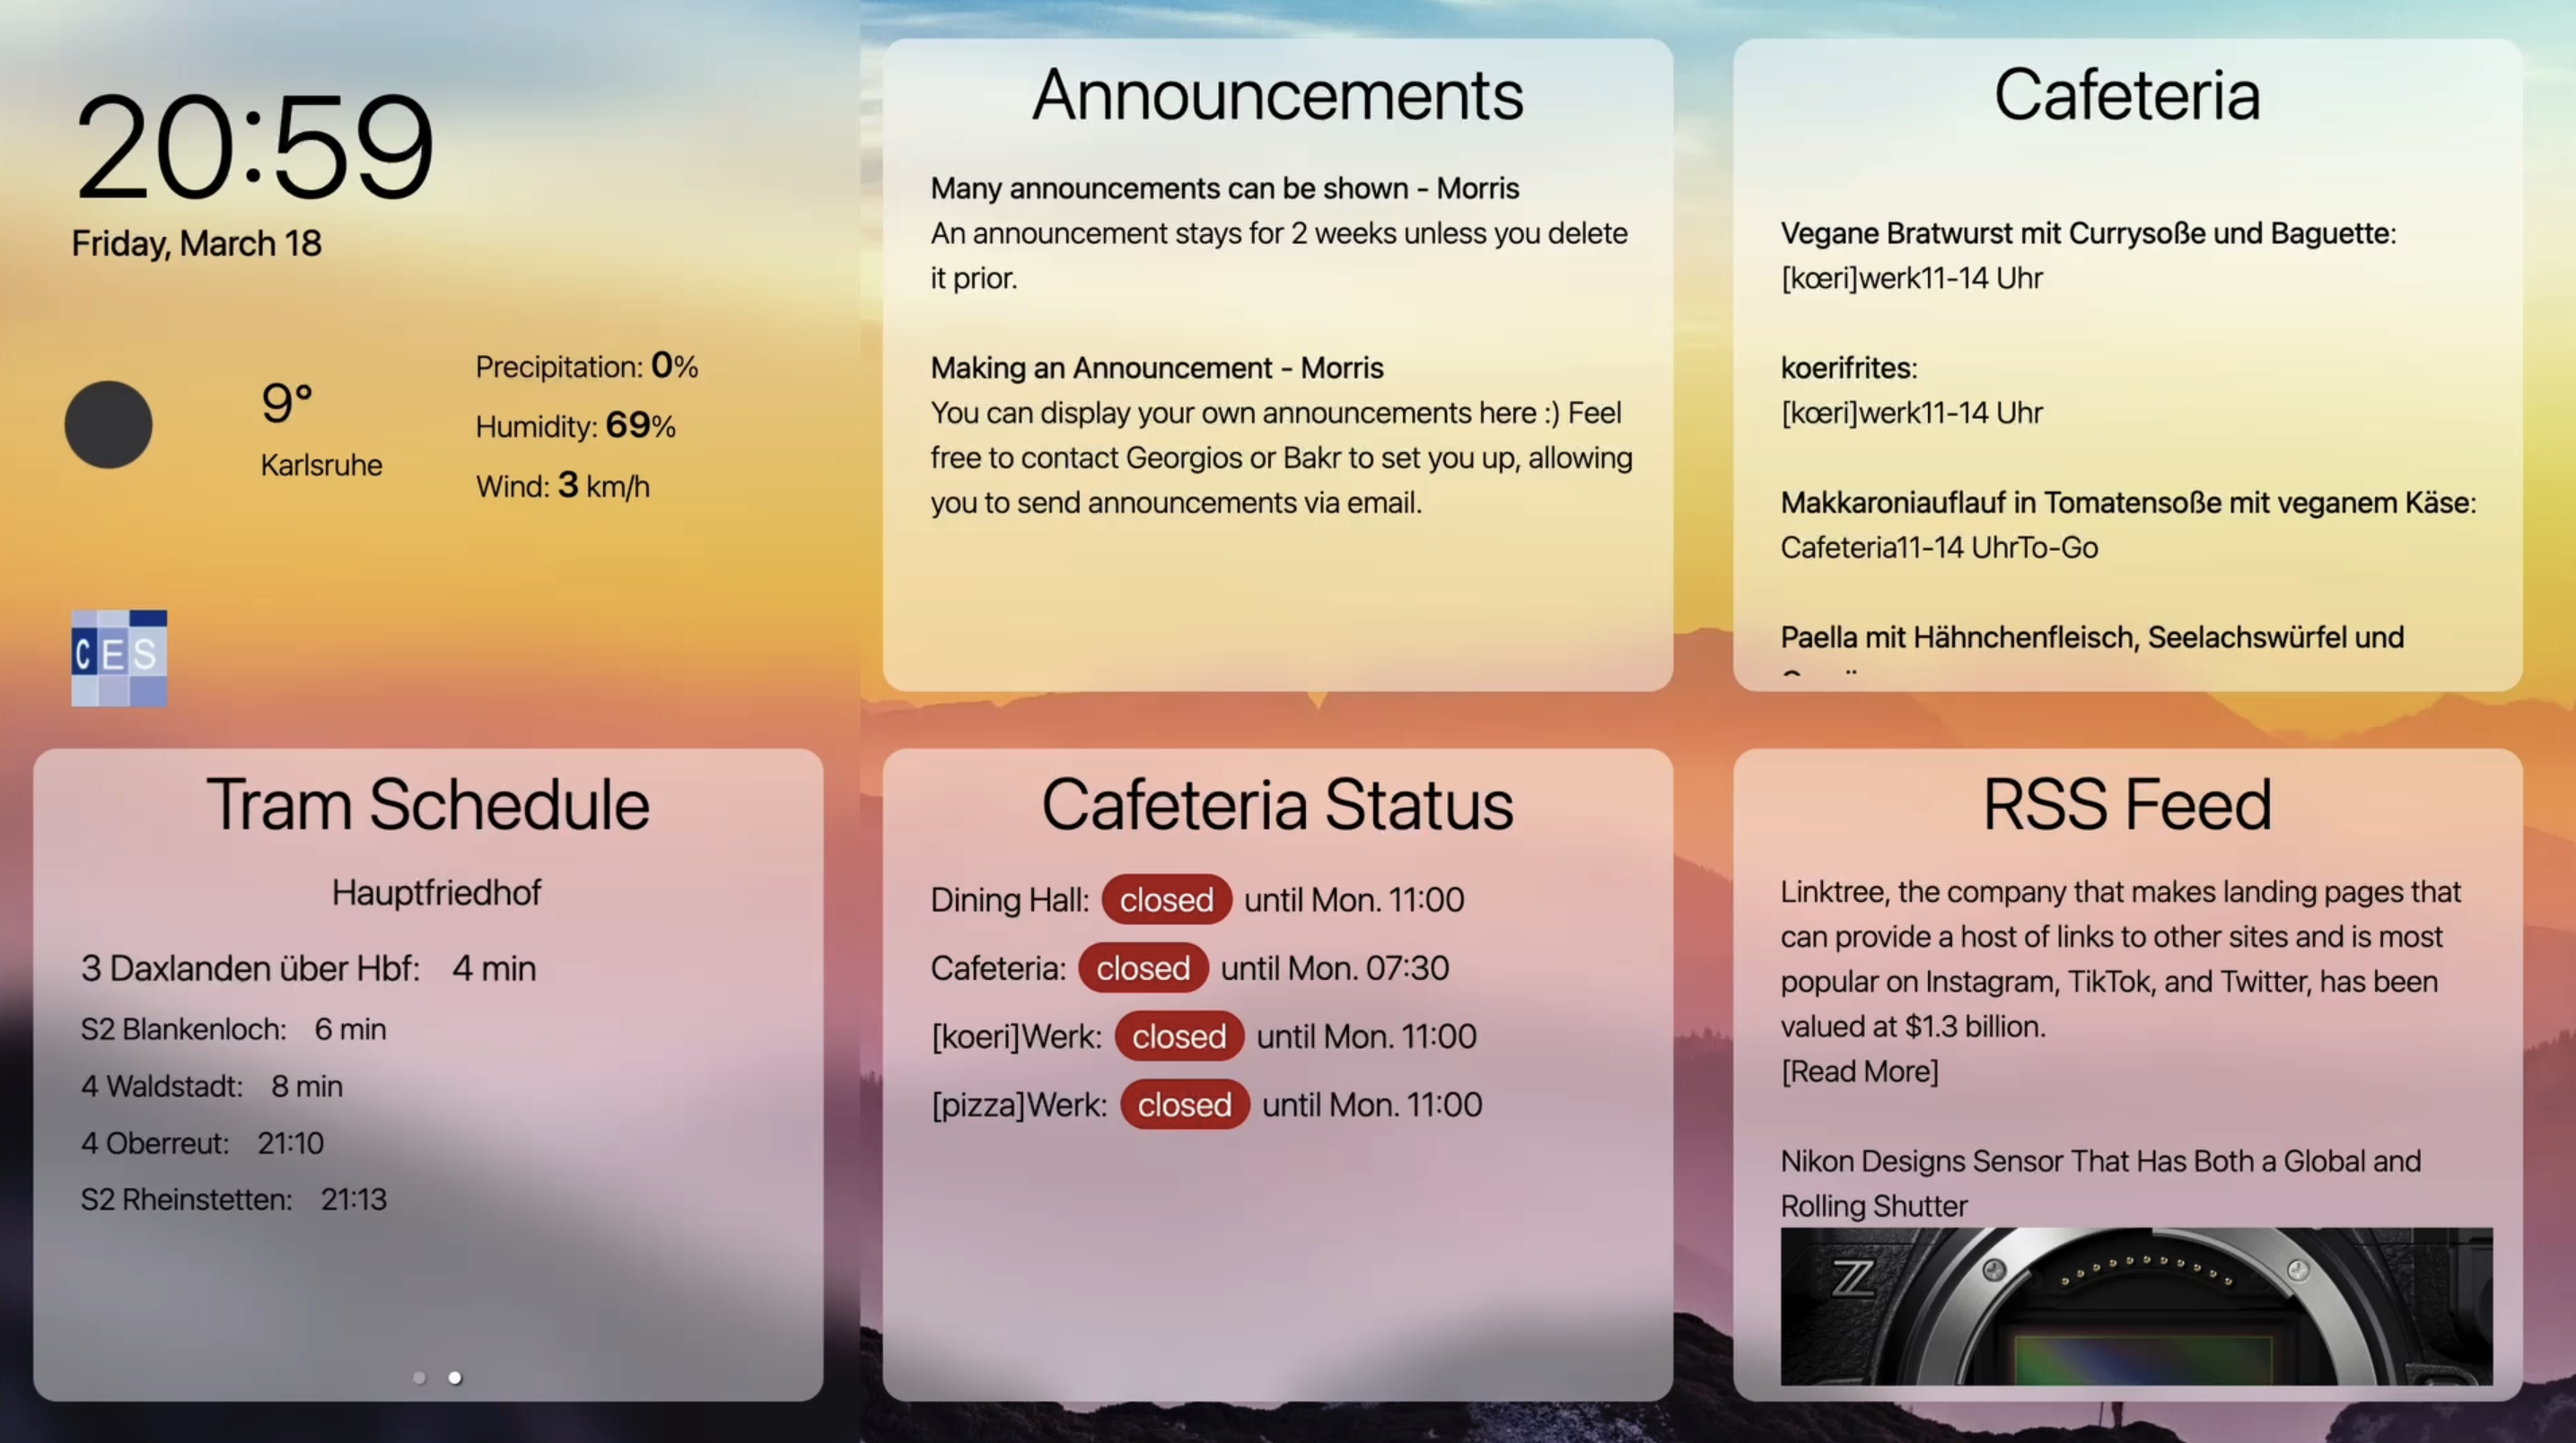 20:59
Friday, March 18
9°
Karlsruhe
Precipitation: 0%
Humidity: 69%
Wind: 3 km/h
CES
Announcements
Many announcements can be shown - Morris
An announcement stays for 2 weeks unless you delete
it prior.
Making an Announcement - Morris
You can display your own announcements here :) Feel
free to contact Georgios or Bakr to set you up, allowing
you to send announcements via email.
Cafeteria
Vegane Bratwurst mit Currysoße und Baguette:
[kœri]werk11-14 Uhr
koerifrites:
[kœri]werk11-14 Uhr
Makkaroniauflauf in Tomatensoße mit veganem Käse:
Cafeteria11-14 UhrTo-Go
Paella mit Hähnchenfleisch, Seelachswürfel und
Tram Schedule
Hauptfriedhof
3 Daxlanden über Hbf: 4 min
S2 Blankenloch: 6 min
4 Waldstadt: 8 min
4 Oberreut: 21:10
S2 Rheinstetten: 21:13
Cafeteria Status
Dining Hall: closed until Mon. 11:00
Cafeteria: closed until Mon. 07:30
[koeri]Werk: closed until Mon. 11:00
[pizza]Werk: closed until Mon. 11:00
RSS Feed
Linktree, the company that makes landing pages that
can provide a host of links to other sites and is most
popular on Instagram, TikTok, and Twitter, has been
valued at $1.3 billion.
[Read More]
Nikon Designs Sensor That Has Both a Global and
Rolling Shutter
Z